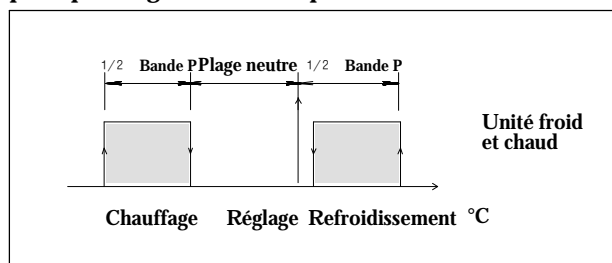 1/2 Bande P Plage neutre 1/2 Bande P
Unité froid
et chaud
Chauffage Réglage Refroidissement °C